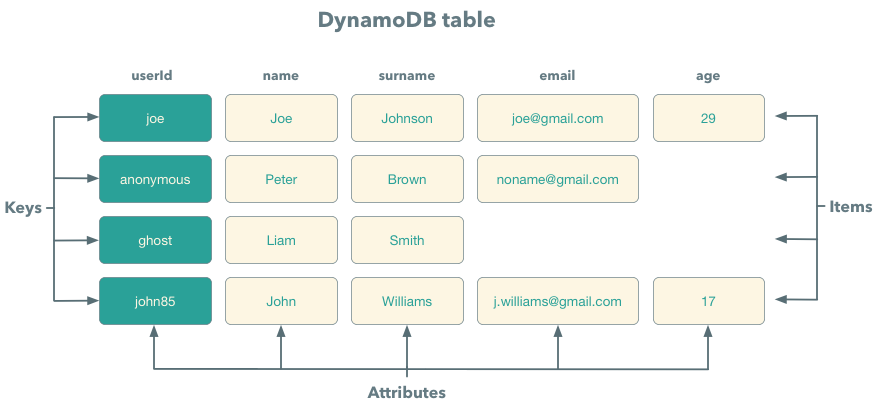 DynamoDB table
userId name surname email age
joe Joe Johnson joe@gmail.com 29
anonymous Peter Brown noname@gmail.com
Keys Items
ghost Liam Smith
john85 John Williams j.williams@gmail.com 17
Attributes